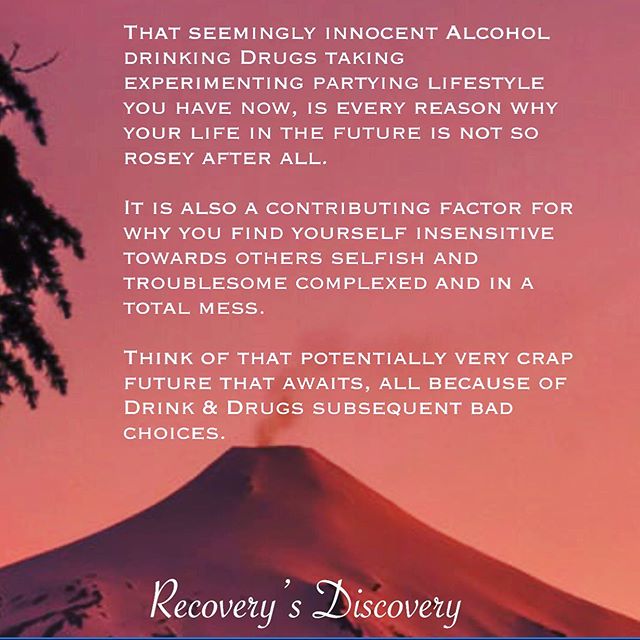 That seemingly innocent Alcohol
drinking Drugs taking
experimenting partying lifestyle
you have now, is every reason why
your life in the future is not so
rosey after all.
It is also a contributing factor for
why you find yourself insensitive
towards others selfish and
troublesome complexed and in a
total mess.
Think of that potentially very crap
future that awaits, all because of
Drink & Drugs subsequent bad
choices.
Recovery's Discovery